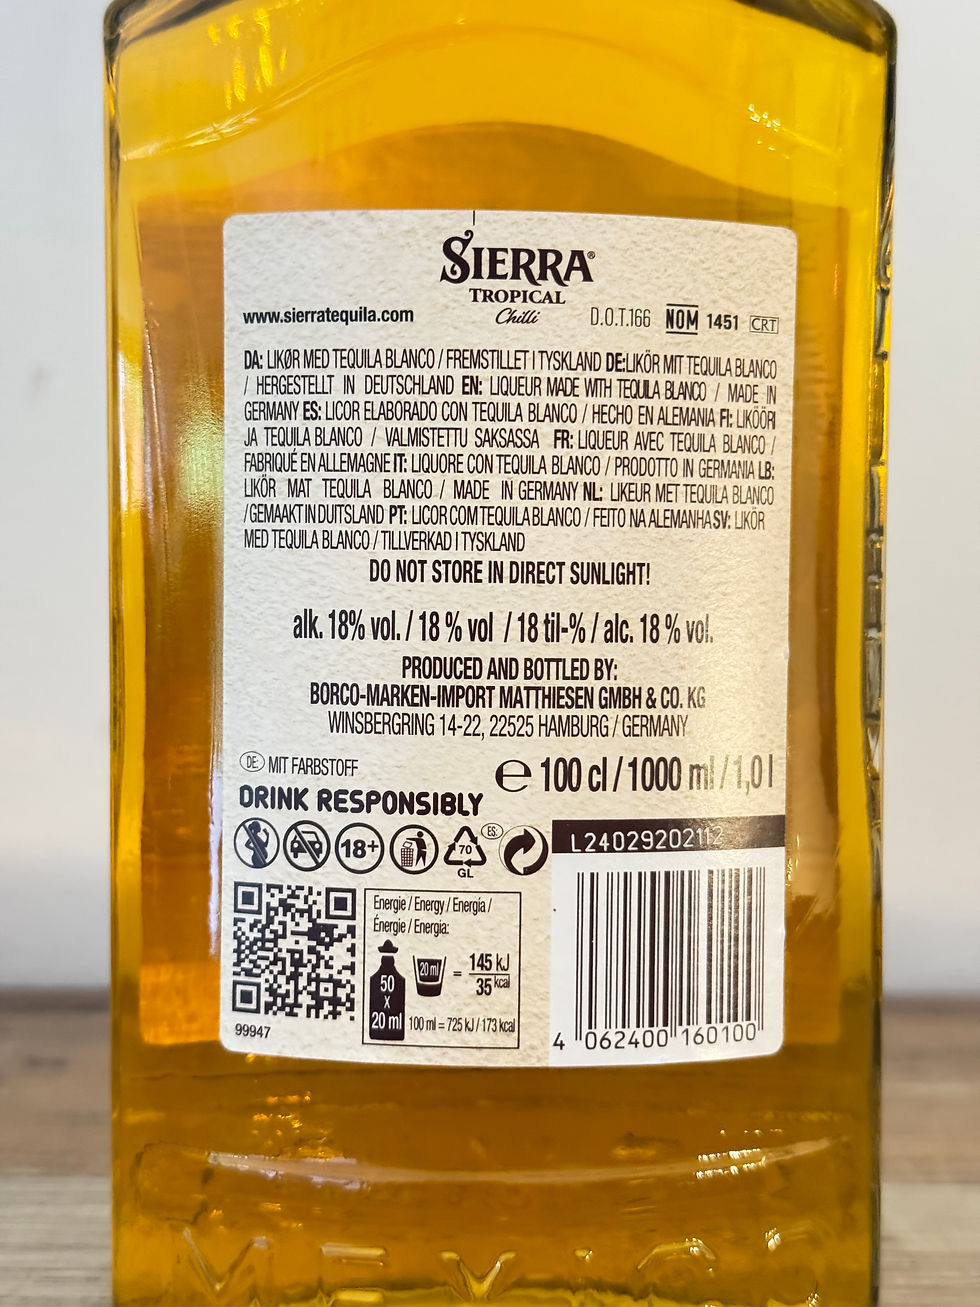 SIERRA®
TROPICAL
Chilli
www.sierratequila.com
D.O.T.166 NOM 1451 CRT
DA: LIKØR MED TEQUILA BLANCO / FREMSTILLET I TYSKLAND DE:LIKÖR MIT TEQUILA BLANCO
/ HERGESTELLT IN DEUTSCHLAND EN: LIQUEUR MADE WITH TEQUILA BLANCO / MADE IN
GERMANY ES: LICOR ELABORADO CON TEQUILA BLANCO / HECHO EN ALEMANIA FI: LIKÖÖRI
JA TEQUILA BLANCO / VALMISTETTU SAKSASSA FR: LIQUEUR AVEC TEQUILA BLANCO /
FABRIQUÉ EN ALLEMAGNE IT: LIQUORE CON TEQUILA BLANCO / PRODOTTO IN GERMANIA LB:
LIKÖR MAT TEQUILA BLANCO / MADE IN GERMANY NL: LIKEUR MET TEQUILA BLANCO
/ GEMAAKT IN DUITSLAND PT: LICOR COM TEQUILA BLANCO / FEITO NA ALEMANHA SV: LIKÖR
MED TEQUILA BLANCO / TILLVERKAD I TYSKLAND
DO NOT STORE IN DIRECT SUNLIGHT!
alk. 18% vol. / 18 % vol / 18 til-% / alc. 18 % vol.
PRODUCED AND BOTTLED BY:
BORCO-MARKEN-IMPORT MATTHIESEN GMBH & CO. KG
WINSBERGRING 14-22, 22525 HAMBURG / GERMANY
DE: MIT FARBSTOFF
℮ 100 cl / 1000 ml / 1,0 l
DRINK RESPONSIBLY
18+
70
GL
ES:
L24029202112
Energie / Energy / Energía /
Énergie / Energia:
50
x
20 ml
20 ml
= 145 kJ
35 kcal
100 ml = 725 kJ / 173 kcal
99947
4 062400 160100
MEXICO